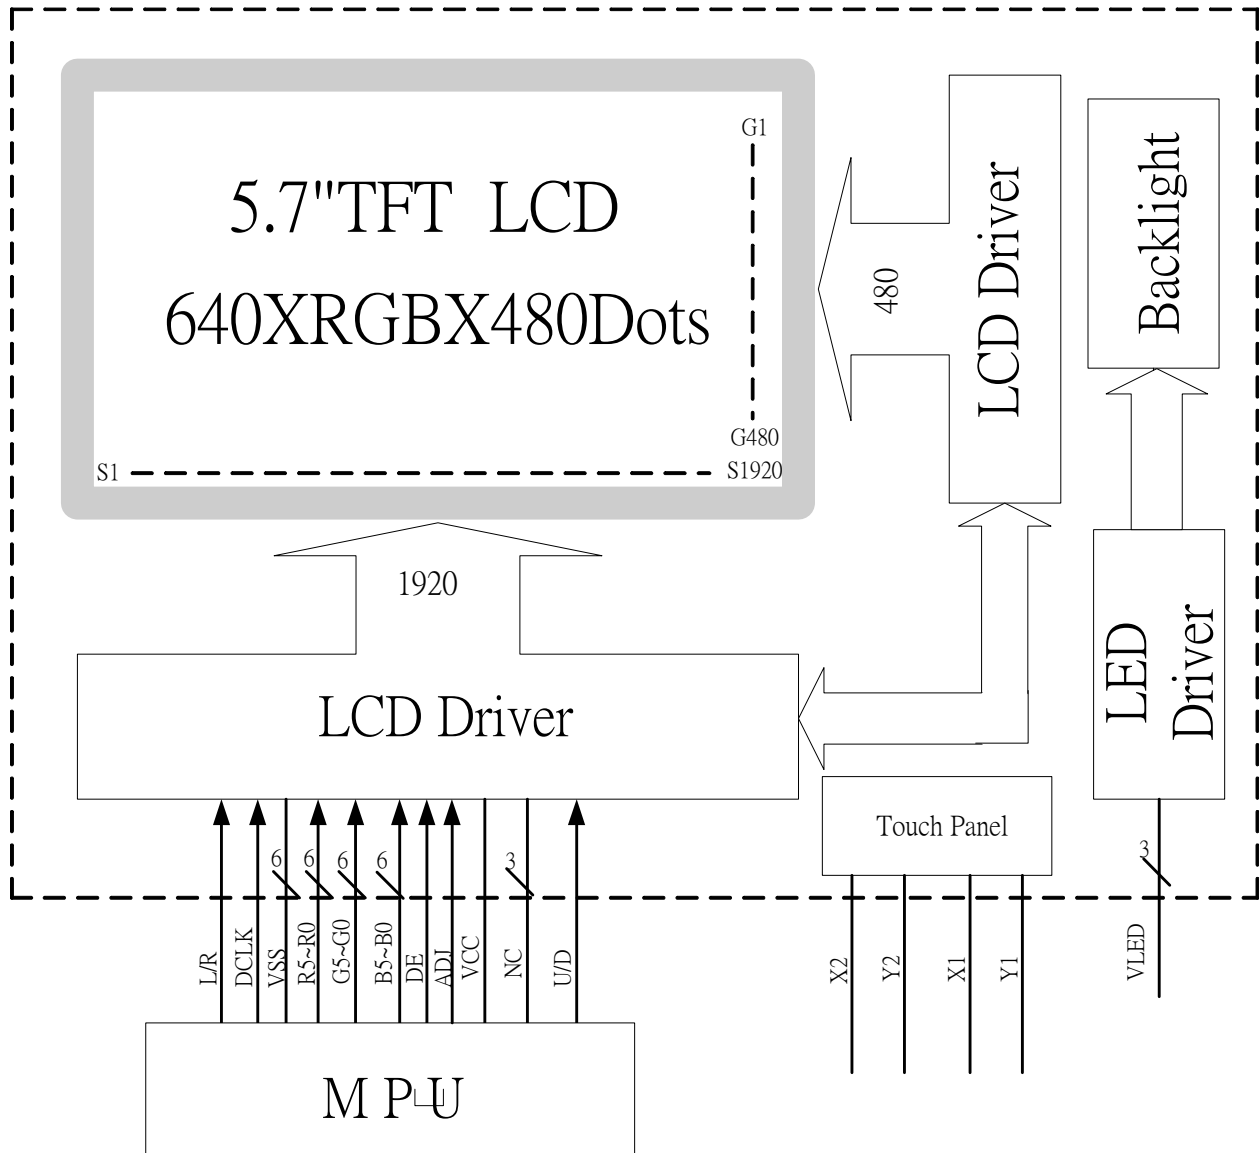 G1
5.7"TFT LCD
640XRGBX480Dots
G480
S1
S1920
480
LCD Driver
Backlight
1920
LCD Driver
LED
Driver
Touch Panel
6
6
6
6
3
3
L/R
DCLK
VSS
R5~R0
G5~G0
B5~B0
DE
ADJ
VCC
NC
U/D
X2
Y2
X1
Y1
VLED
M P U